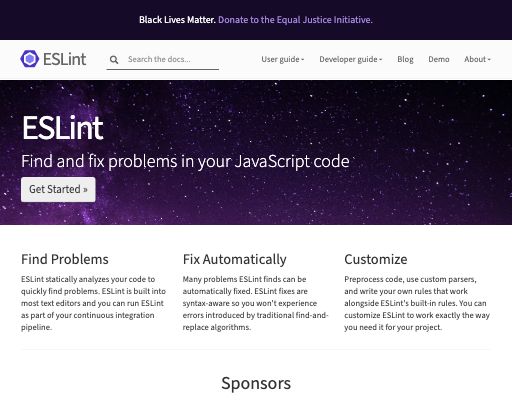 Black Lives Matter. Donate to the Equal Justice Initiative.
ESLint Search the docs... User guide Developer guide Blog Demo About
ESLint
Find and fix problems in your JavaScript code
Get Started »
Find Problems
ESLint statically analyzes your code to
quickly find problems. ESLint is built into
most text editors and you can run ESLint
as part of your continuous integration
pipeline.
Fix Automatically
Many problems ESLint finds can be
automatically fixed. ESLint fixes are
syntax-aware so you won't experience
errors introduced by traditional find-and-
replace algorithms.
Customize
Preprocess code, use custom parsers,
and write your own rules that work
alongside ESLint's built-in rules. You can
customize ESLint to work exactly the way
you need it for your project.
Sponsors